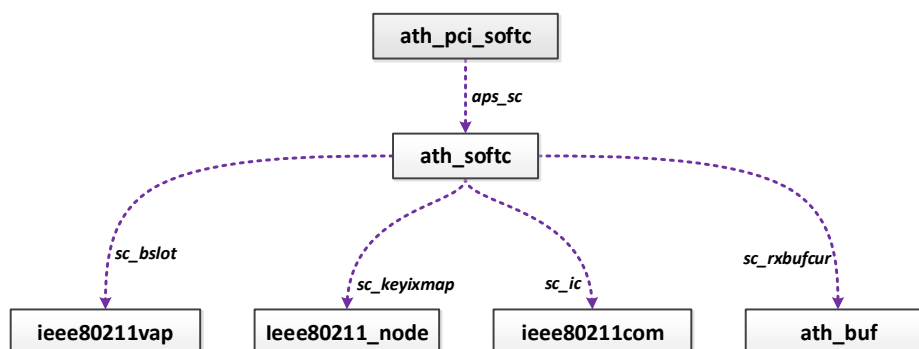 ath_pci_softc
aps_sc
ath_softc
sc_bslot
sc_keyixmap
sc_ic
sc_rxbufcur
ieee80211vap
Ieee80211_node
ieee80211com
ath_buf